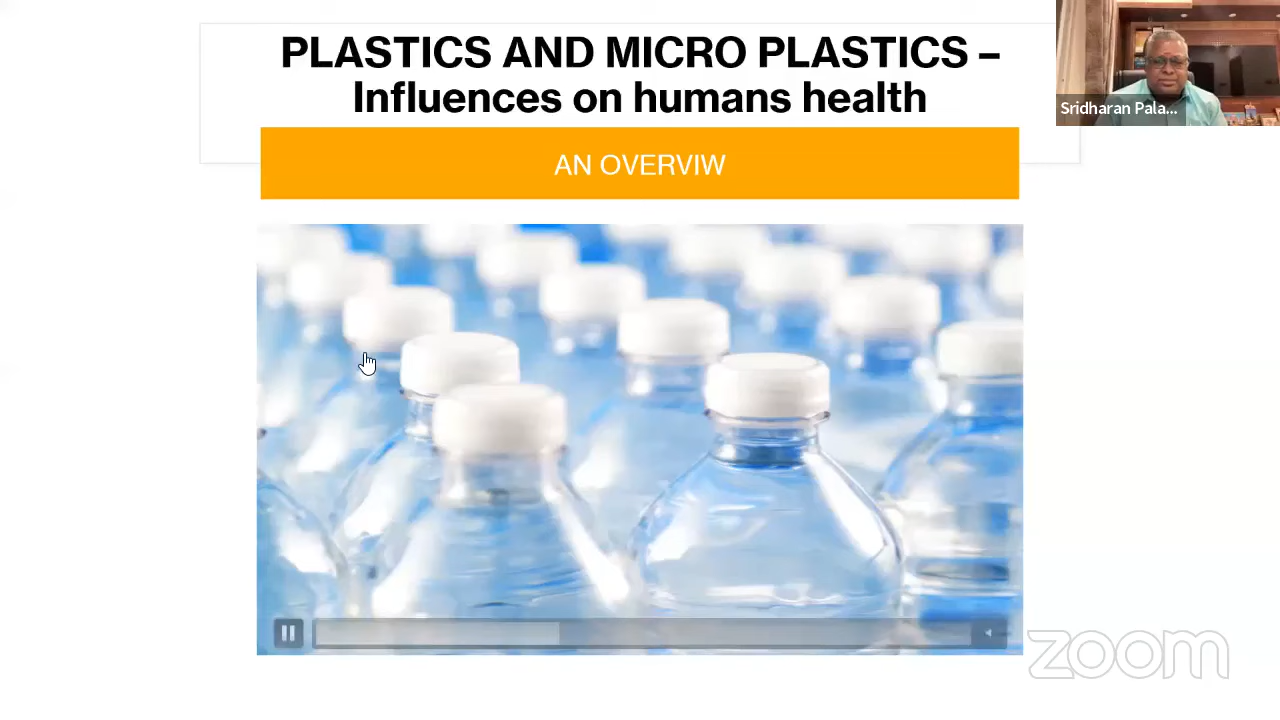 PLASTICS AND MICRO PLASTICS –
Influences on humans health
AN OVERVIW
Sridharan Pala...
zoom